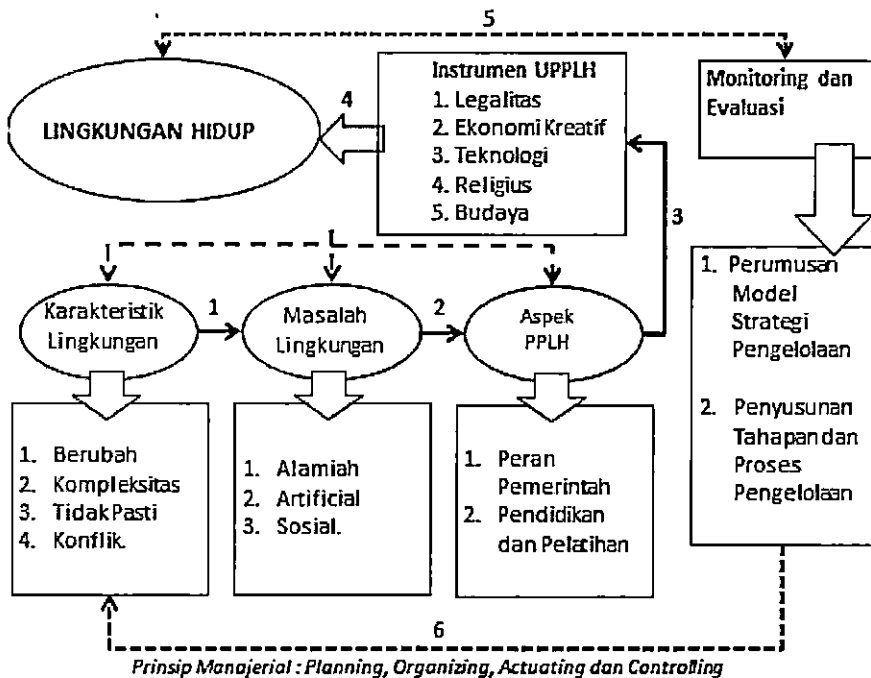 5
LINGKUNGAN HIDUP
4
Instrumen UPPLH
1. Legalitas
2. Ekonomi Kreatif
3. Teknologi
4. Religius
5. Budaya
Monitoring dan
Evaluasi
3
Karakteristik
Lingkungan
1
Masalah
Lingkungan
2
Aspek
PPLH
1. Perumusan
Model
Strategi
Pengelolaan
2. Penyusunan
Tahapan dan
Proses
Pengelolaan
1. Berubah
2. Kompleksitas
3. Tidak Pasti
4. Konflik.
1. Alamiah
2. Artificial
3. Sosial.
1. Peran
Pemerintah
2. Pendidikan
dan Pelatihan
6
Prinsip Manajerial : Planning, Organizing, Actuating dan Controlling